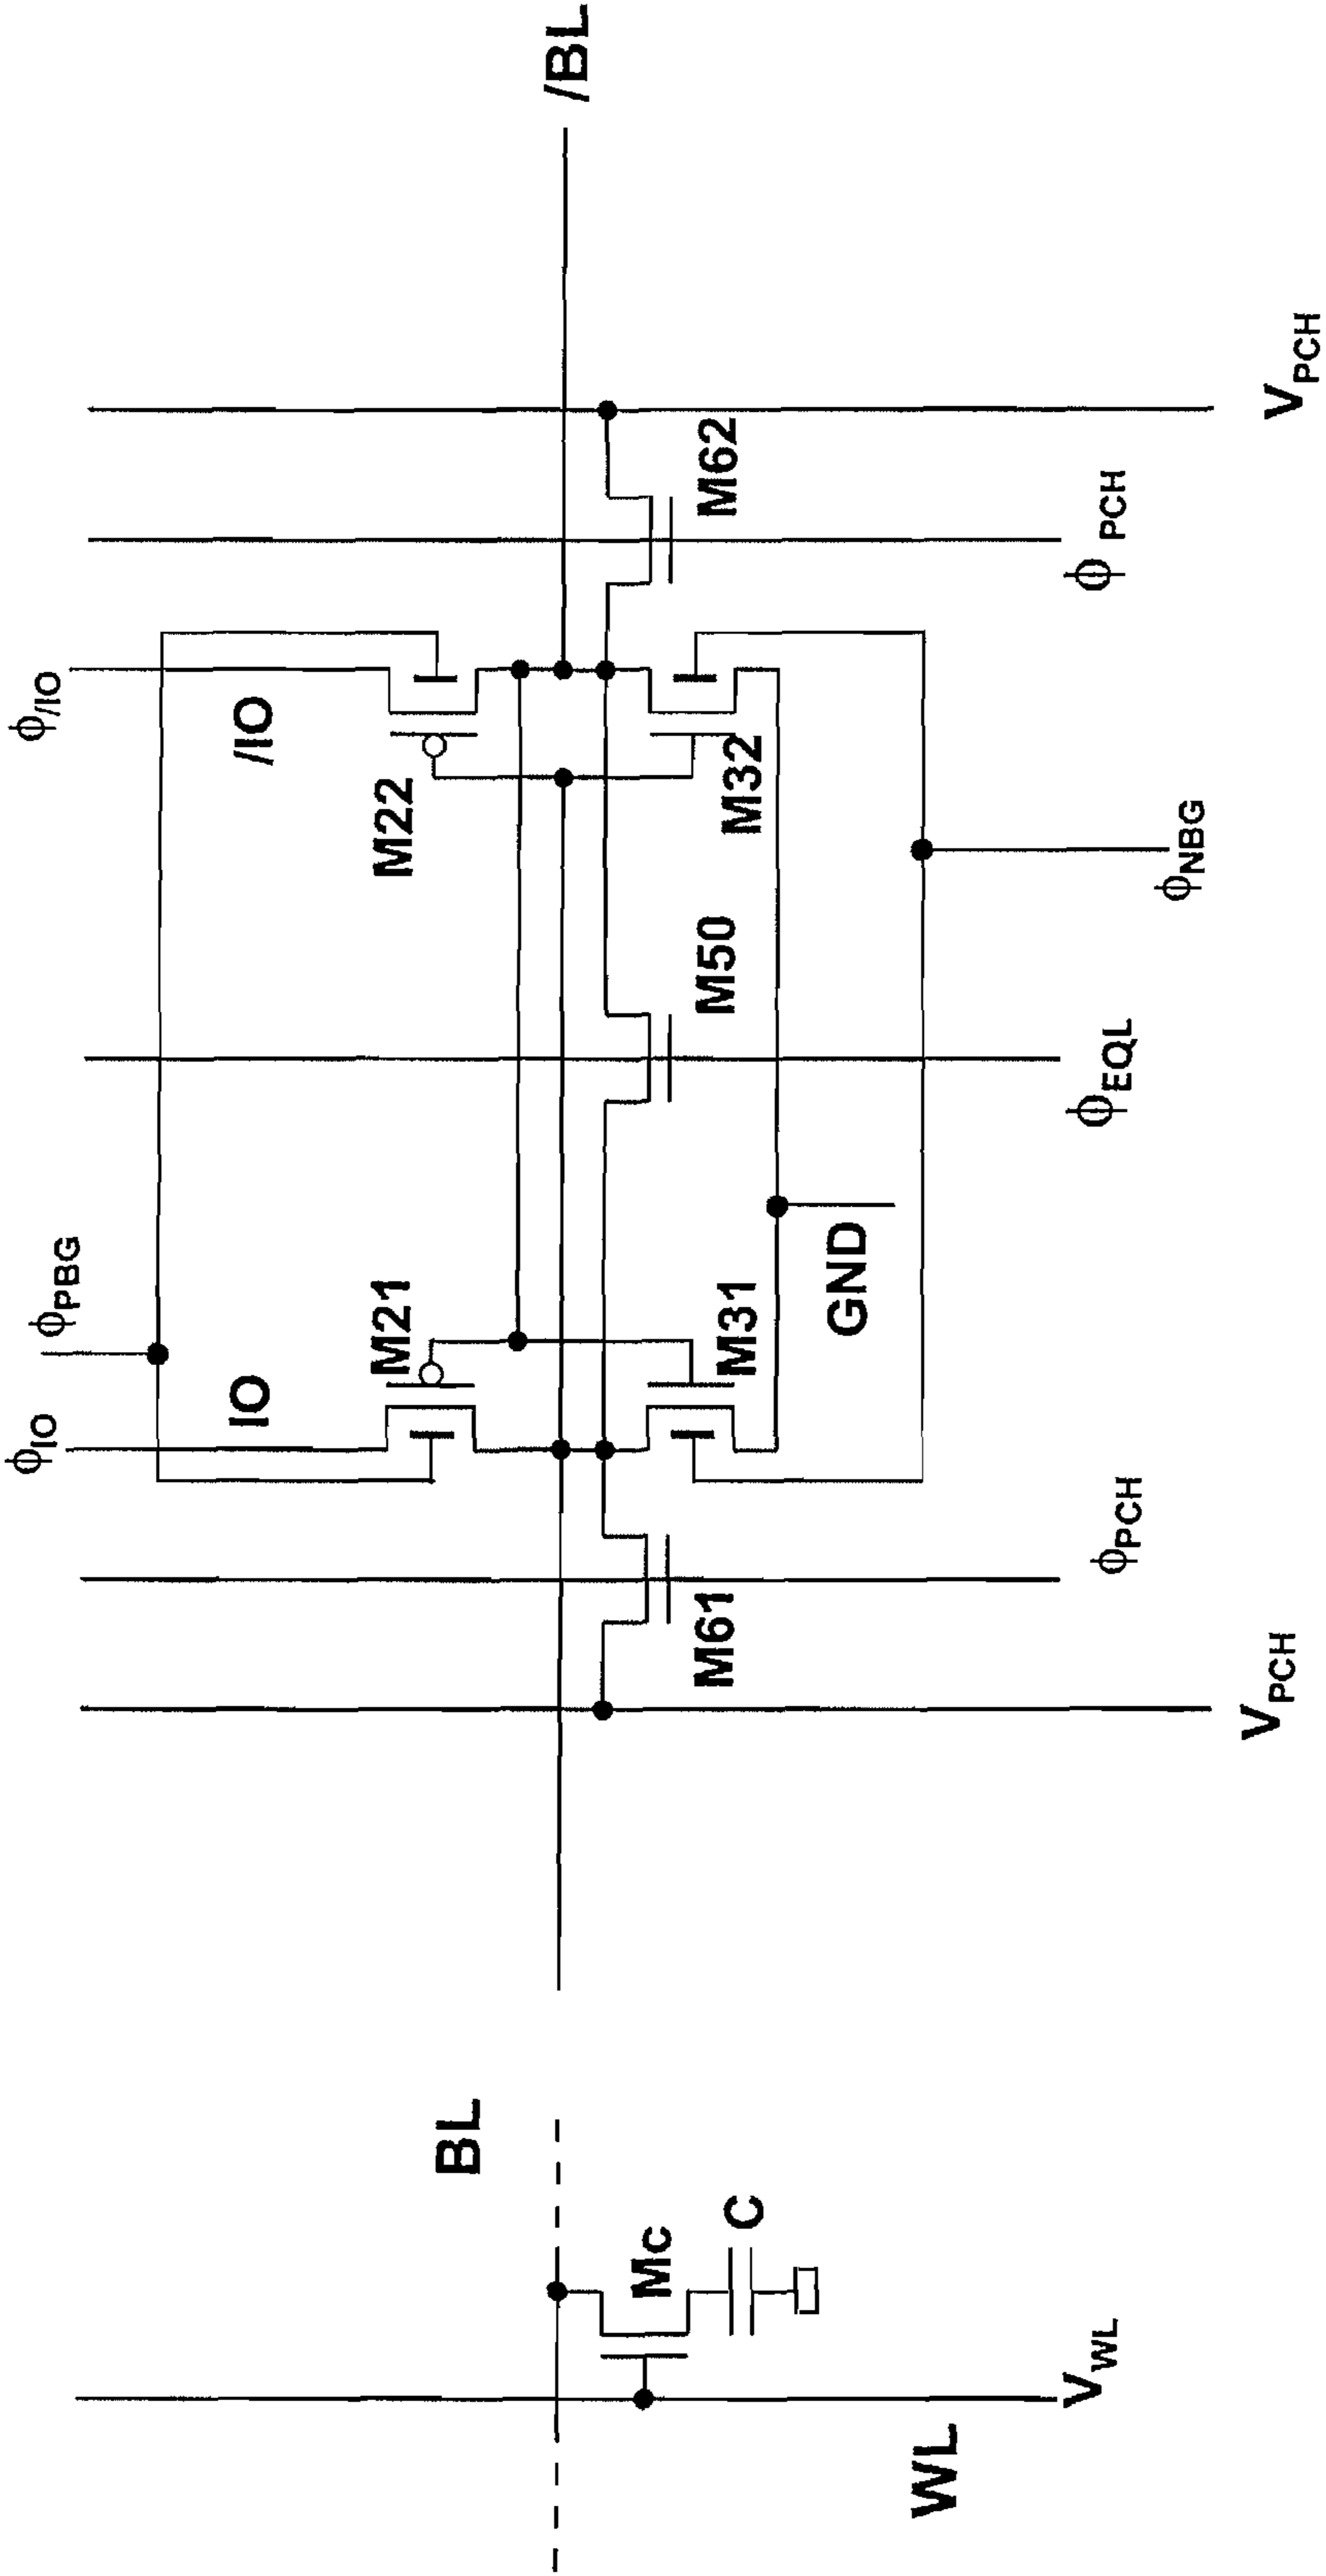 ϕIO
ϕPBG
ϕ/IO
IO
/IO
M21
M22
BL
/BL
Mc
C
M61
M31
M50
M32
M62
GND
WL
VWL
VPCH
ϕPCH
ϕEQL
ϕNBG
ϕ PCH
VPCH